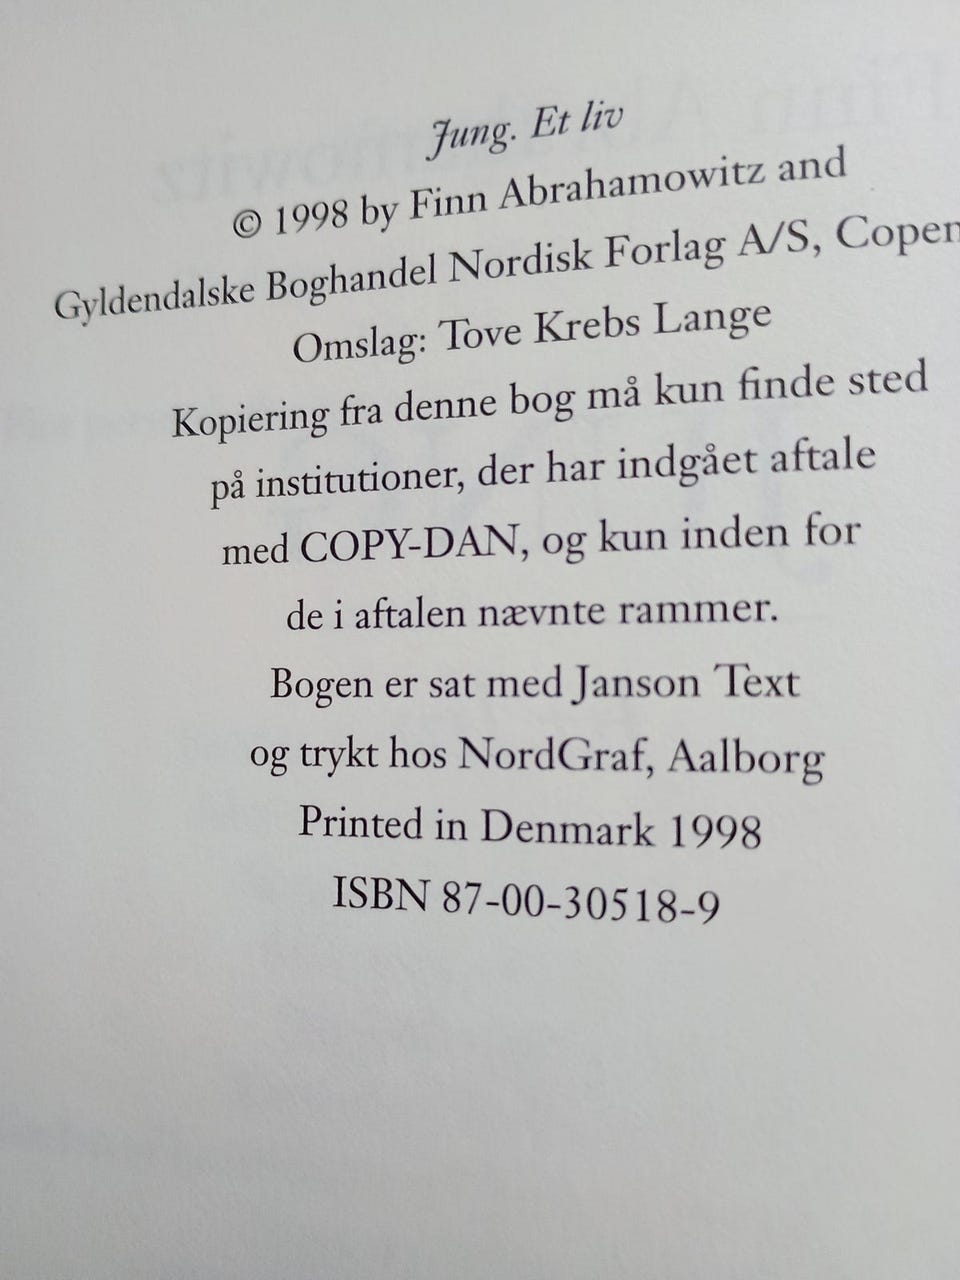 Jung. Et liv
© 1998 by Finn Abrahamowitz and
Gyldendalske Boghandel Nordisk Forlag A/S, Copen
Omslag: Tove Krebs Lange
Kopiering fra denne bog må kun finde sted
på institutioner, der har indgået aftale
med COPY-DAN, og kun inden for
de i aftalen nævnte rammer.
Bogen er sat med Janson Text
og trykt hos NordGraf, Aalborg
Printed in Denmark 1998
ISBN 87-00-30518-9